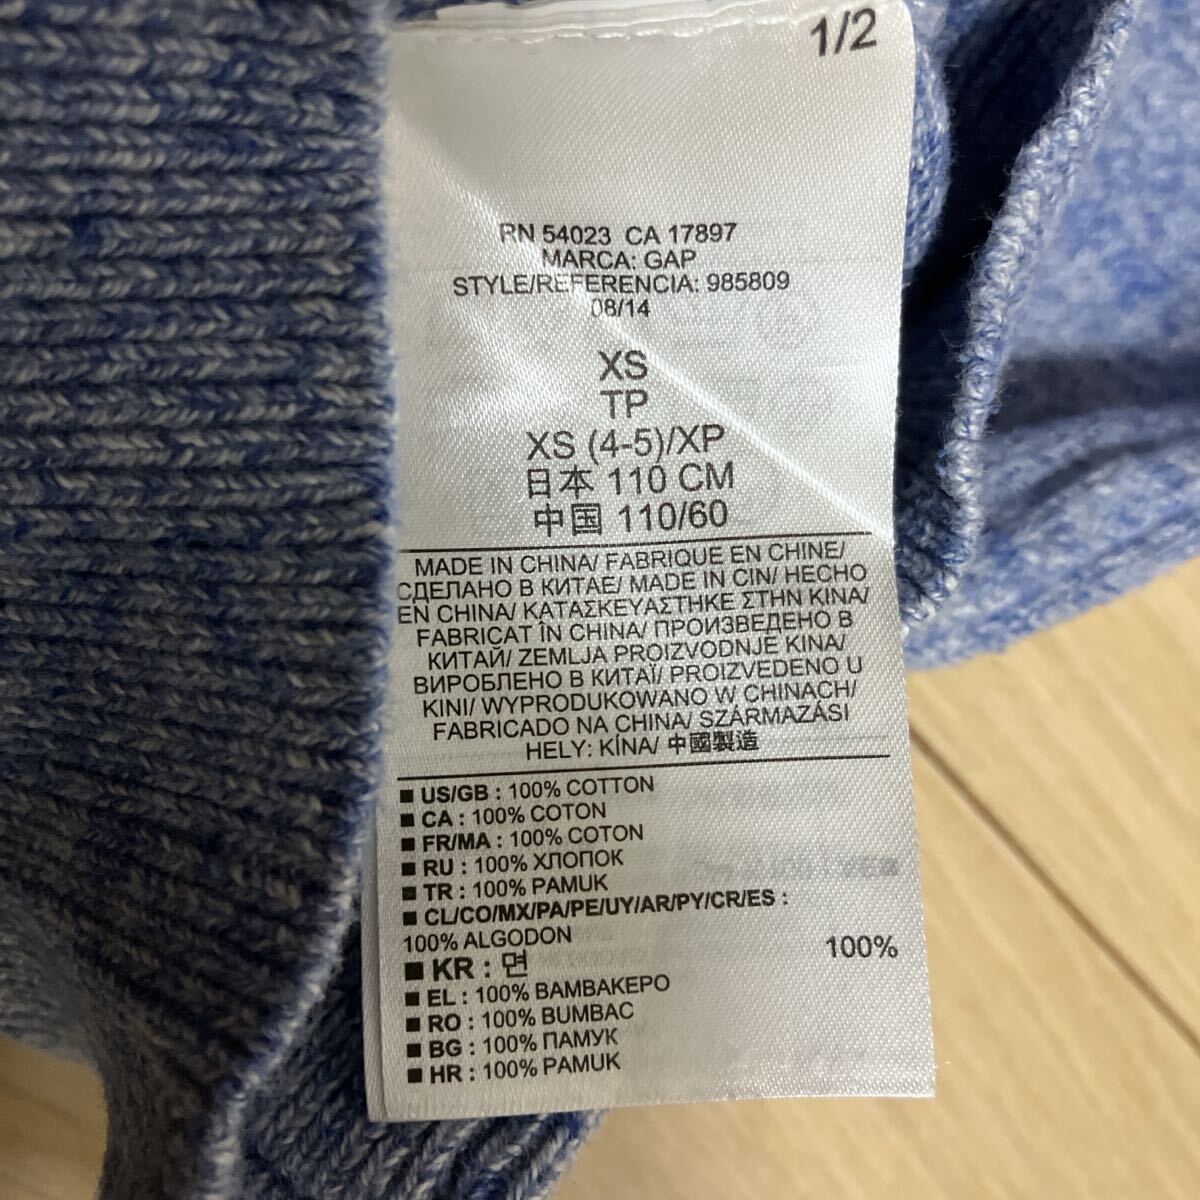 1/2
RN 54023 CA 17897
MARCA: GAP
STYLE/REFERENCIA: 985809
08/14
XS
TP
XS (4-5)/XP
日本 110 CM
中国 110/60
MADE IN CHINA/ FABRIQUE EN CHINE/
СДЕЛАНО В КИТАЕ/ MADE IN CIN/ HECHO
EN CHINA/ ΚΑΤΑΣΚΕΥΑΣΤΗΚΕ ΣΤΗΝ ΚΙΝΑ/
FABRICAT ÎN CHINA/ ПРОИЗВЕДЕНО В
КИТАЙ/ ZEMLJA PROIZVODNJE KINA/
ВИРОБЛЕНО В КИТАЇ/ PROIZVEDENO U
KINI/ WYPRODUKOWANO W CHINACH/
FABRICADO NA CHINA/ SZÁRMAZÁSI
HELY: KÍNA/ 中國製造
■ US/GB : 100% COTTON
■ CA : 100% COTON
■ FR/MA : 100% COTON
■ RU : 100% ХЛОПОК
■ TR : 100% PAMUK
■ CL/CO/MX/PA/PE/UY/AR/PY/CR/ES :
100% ALGODON
■ KR : 면 100%
■ EL : 100% ΒΑΜΒΑΚΕΡΟ
■ RO : 100% BUMBAC
■ BG : 100% ПАМУК
■ HR : 100% PAMUK